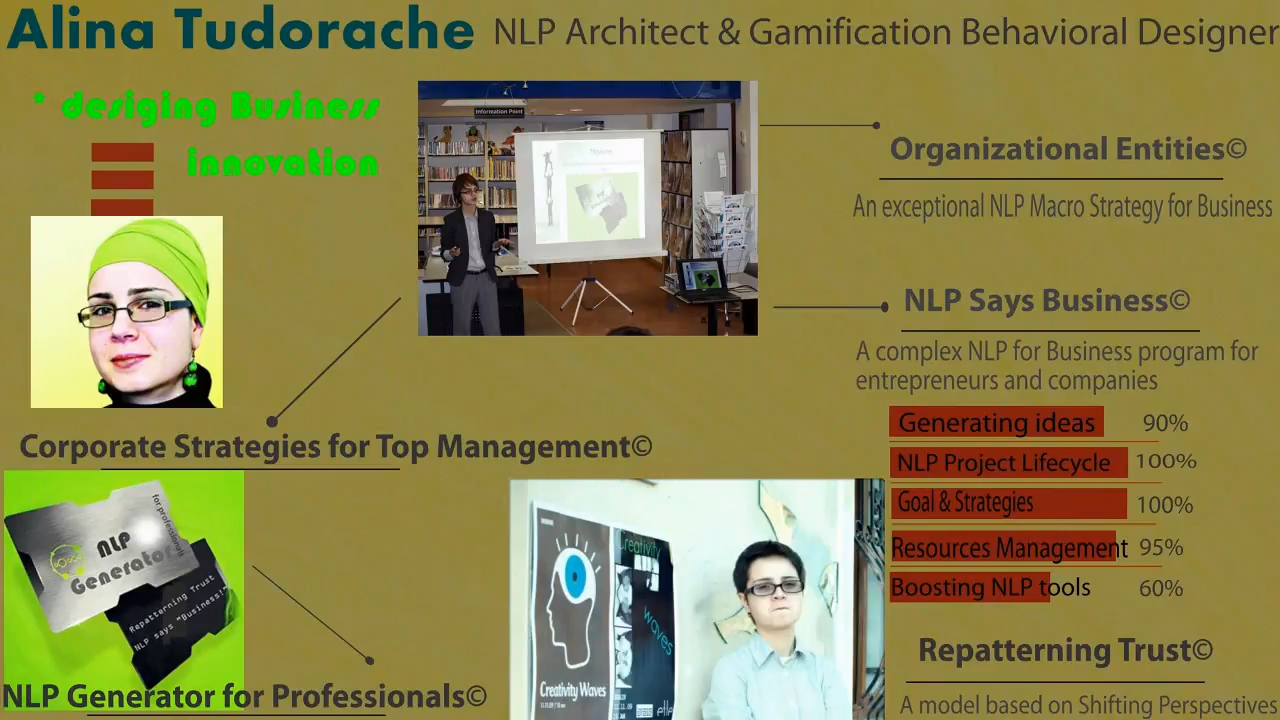 Alina Tudorache NLP Architect & Gamification Behavioral Designer
* desiging Business
innovation
Information Point
Organizational Entities©
An exceptional NLP Macro Strategy for Business
NLP Says Business©
A complex NLP for Business program for
entrepreneurs and companies
Generating ideas 90%
NLP Project Lifecycle 100%
Goal & Strategies 100%
Resources Management 95%
Boosting NLP tools 60%
Corporate Strategies for Top Management©
for professionals
NLP
Generator
Repatterning Trust
NLP says "Business!"
NLP Generator for Professionals©
Creativity
waves
Creativity Waves
Repatterning Trust©
A model based on Shifting Perspectives